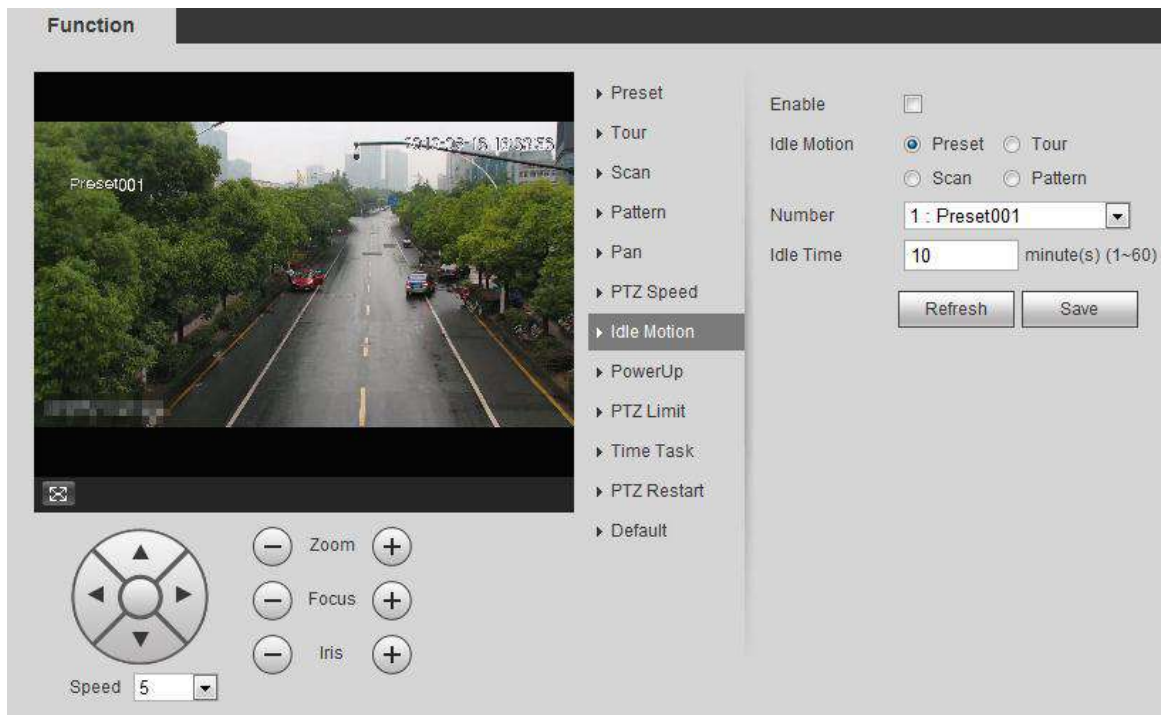 Function
Preset001
Preset
Tour
Scan
Pattern
Pan
PTZ Speed
Idle Motion
PowerUp
PTZ Limit
Time Task
PTZ Restart
Default
Enable
Idle Motion Preset Tour
Scan Pattern
Number 1 : Preset001
Idle Time 10 minute(s) (1~60)
Refresh Save
Zoom
Focus
Iris
Speed 5